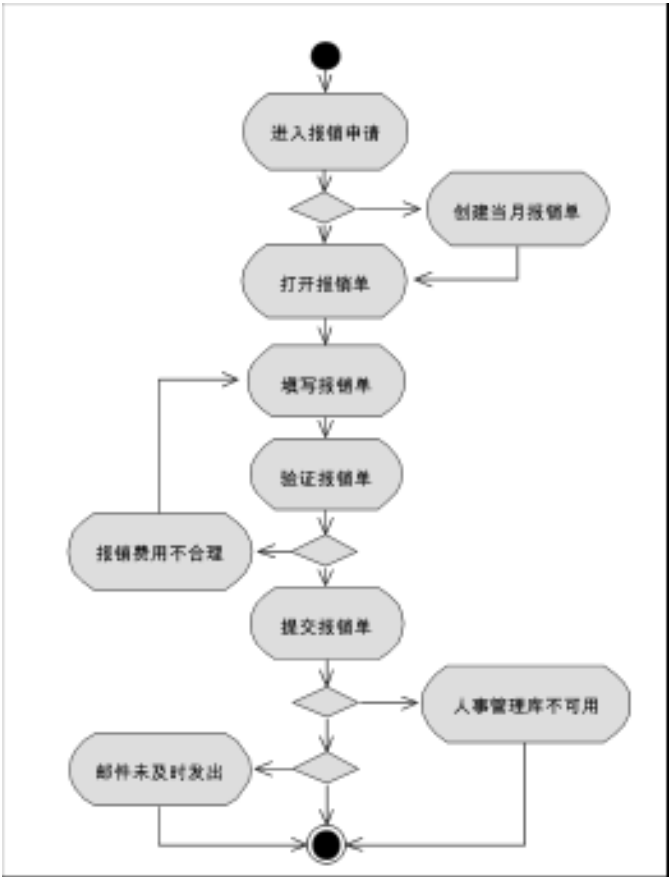 进入报销申请
创建当月报销单
打开报销单
填写报销单
验证报销单
报销费用不合理
提交报销单
人事管理库不可用
邮件未及时发出